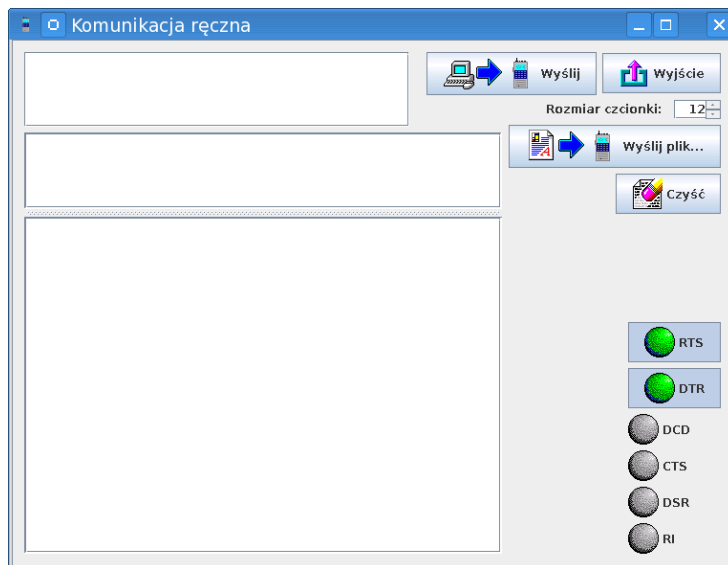 Komunikacja ręczna
Wyślij
Wyjście
Rozmiar czcionki: 12
Wyślij plik...
Czyść
RTS
DTR
DCD
CTS
DSR
RI